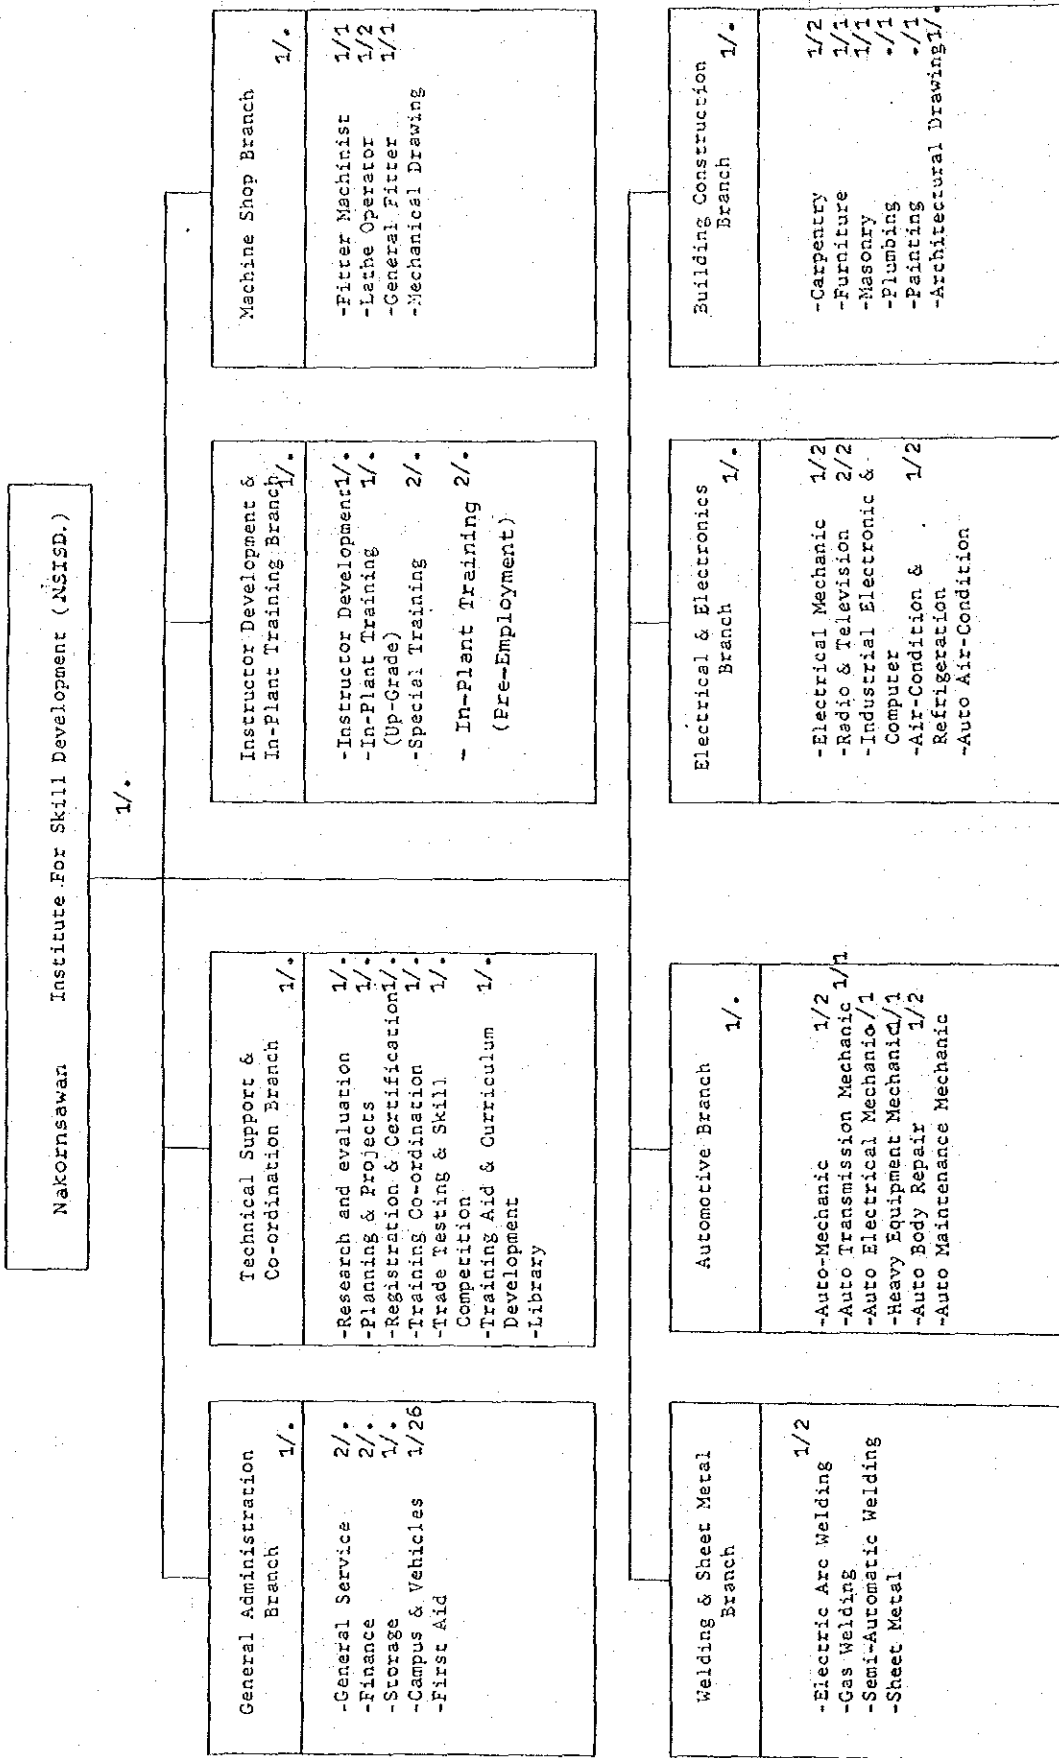 Nakornsawan Institute For Skill Development (NSISD.)
1/.
General Administration
Branch 1/.
-General Service 2/.
-Finance 2/.
-Storage 1/.
-Campus & Vehicles 1/26
-First Aid
Technical Support &
Co-ordination Branch 1/.
-Research and evaluation 1/.
-Planning & Projects 1/.
-Registration & Certification1/.
-Training Co-ordination 1/.
-Trade Testing & Skill 1/.
Competition
-Training Aid & Curriculum 1/.
Development
-Library
Instructor Development &
In-Plant Training Branch 1/.
-Instructor Development1/.
-In-Plant Training 1/.
(Up-Grade)
-Special Training 2/.
- In-Plant Training 2/.
(Pre-Employment)
Machine Shop Branch
1/.
-Fitter Machinist 1/1
-Lathe Operator 1/2
-General Fitter 1/1
-Mechanical Drawing
Welding & Sheet Metal
Branch
1/2
-Electric Arc Welding
-Gas Welding
-Semi-Automatic Welding
-Sheet Metal
Automotive Branch
1/.
-Auto-Mechanic 1/2
-Auto Transmission Mechanic 1/1
-Auto Electrical Mechanic./1
-Heavy Equipment Mechanic1/1
-Auto Body Repair 1/2
-Auto Maintenance Mechanic
Electrical & Electronics
Branch 1/.
-Electrical Mechanic 1/2
-Radio & Television 2/2
-Industrial Electronic &
Computer
-Air-Condition & 1/2
Refrigeration
-Auto Air-Condition
Building Construction
Branch 1/.
-Carpentry 1/2
-Furniture 1/1
-Masonry 1/1
-Plumbing ./1
-Painting ./1
-Architectural Drawing1/.